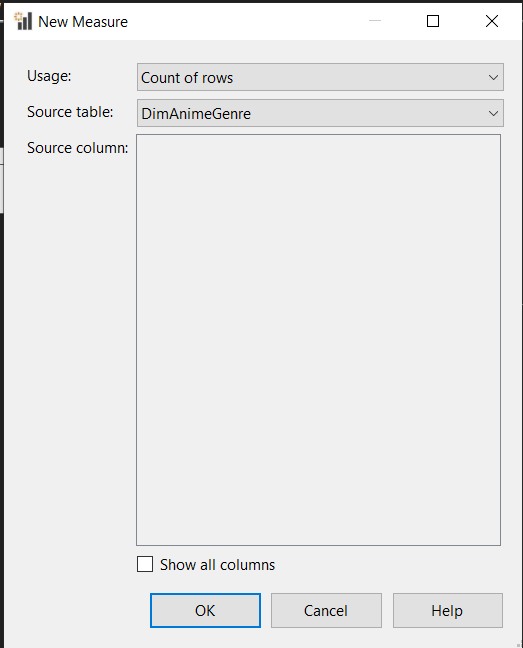 New Measure
Usage: Count of rows
Source table: DimAnimeGenre
Source column:
Show all columns
OK Cancel Help